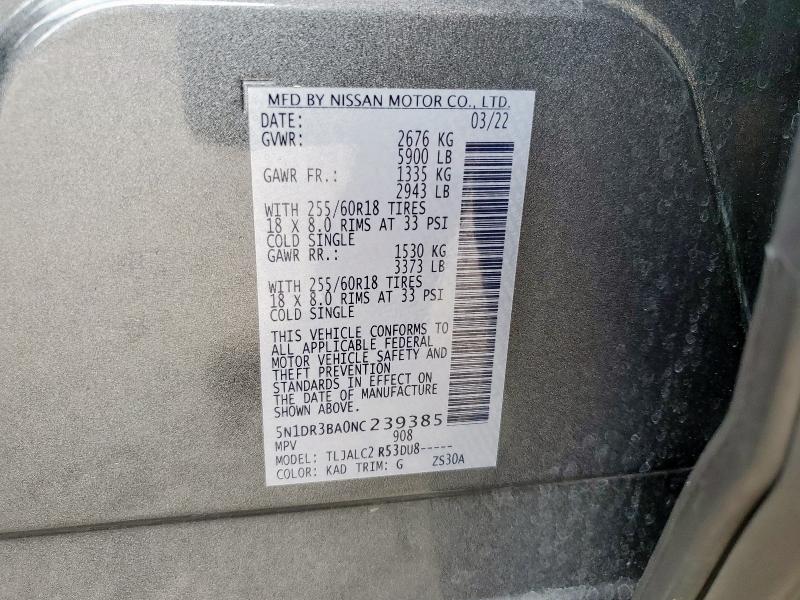 MFD BY NISSAN MOTOR CO., LTD.
DATE: 03/22
GVWR: 2676 KG
5900 LB
GAWR FR.: 1335 KG
2943 LB
WITH 255/60R18 TIRES
18 X 8.0 RIMS AT 33 PSI
COLD SINGLE
GAWR RR.: 1530 KG
3373 LB
WITH 255/60R18 TIRES
18 X 8.0 RIMS AT 33 PSI
COLD SINGLE
THIS VEHICLE CONFORMS TO
ALL APPLICABLE FEDERAL
MOTOR VEHICLE SAFETY AND
THEFT PREVENTION
STANDARDS IN EFFECT ON
THE DATE OF MANUFACTURE
SHOWN ABOVE.
5N1DR3BA0NC239385
MPV 908
MODEL: TLJALC2 R53DU8-----
COLOR: KAD TRIM: G ZS30A